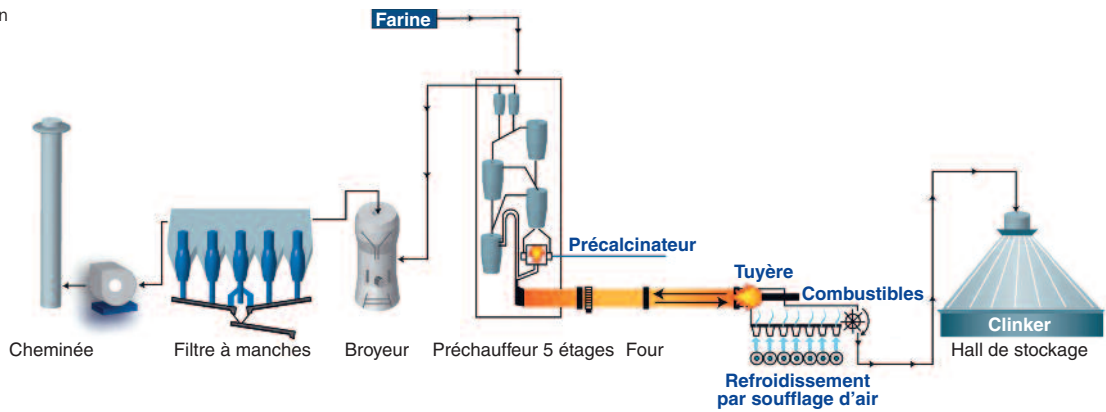 n
Farine
Précalcinateur
Tuyère
Combustibles
Clinker
Cheminée
Filtre à manches
Broyeur
Préchauffeur 5 étages
Four
Hall de stockage
Refroidissement
par soufflage d'air